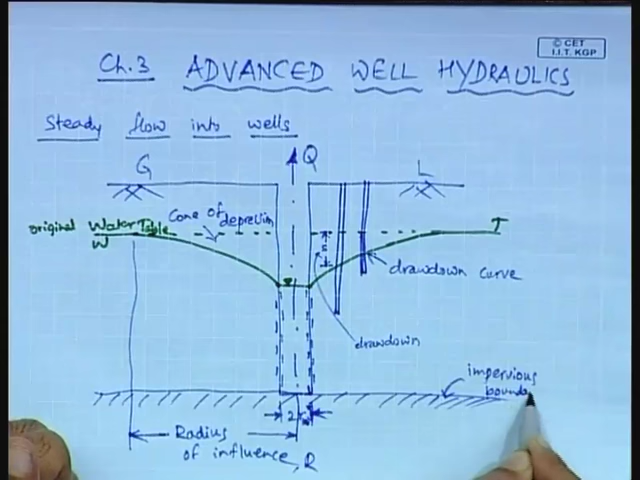 © CET
I.I.T. KGP
Ch.3 ADVANCED WELL HYDRAULICS
Steady flow into wells
Q
G L
Cone of
depression
original Water Table
W T
s
drawdown curve
drawdown
impervious
2r
Radius
of influence, R